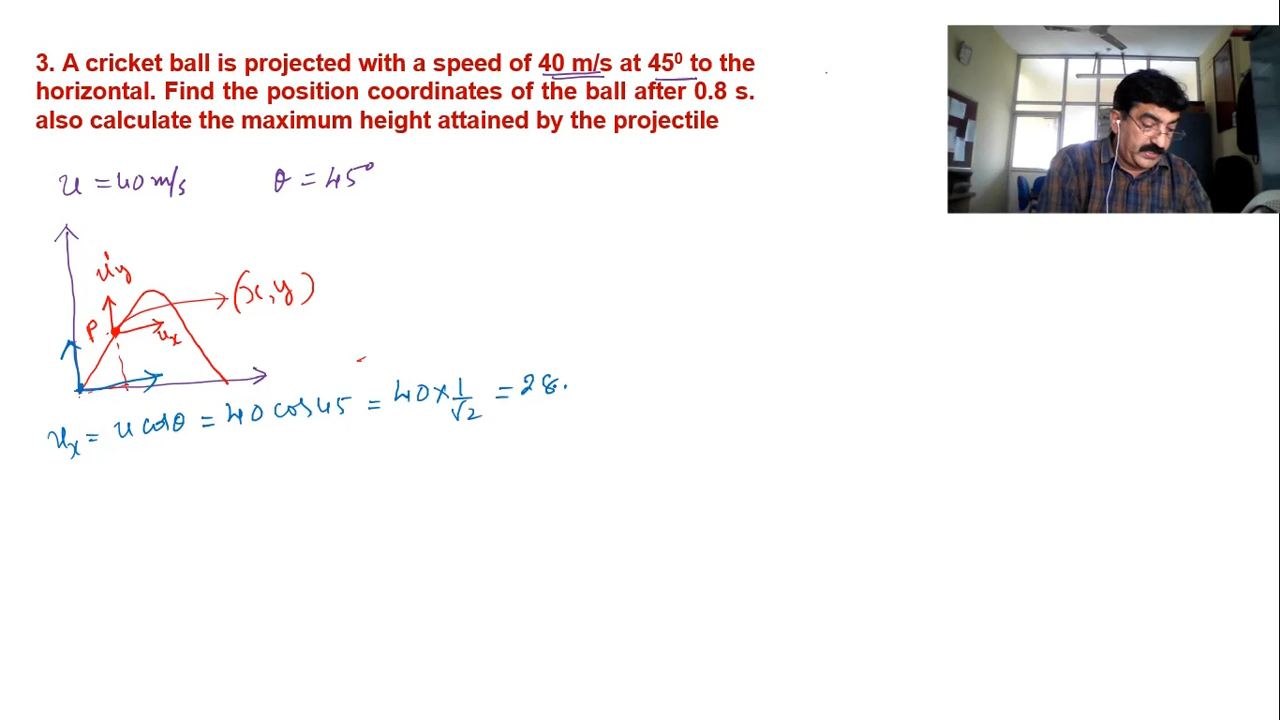 3. A cricket ball is projected with a speed of 40 m/s at 45⁰ to the
horizontal. Find the position coordinates of the ball after 0.8 s.
also calculate the maximum height attained by the projectile
u = 40 m/s θ = 45⁰
uy
(x, y)
P
ux
ux = u cosθ = 40 cos45 = 40 × 1/√2 = 28.